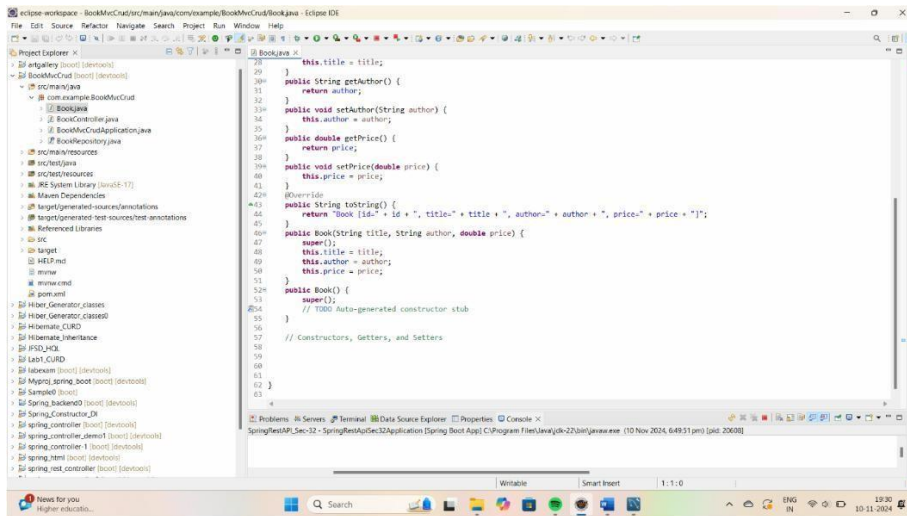 eclipse-workspace - BookMvcCrud/src/main/java/com/example/BookMvcCrud/Book.java - Eclipse IDE
File Edit Source Refactor Navigate Search Project Run Window Help
Project Explorer
Book.java
artgallery [boot] [devtools]
BookMvcCrud [boot] [devtools]
src/main/java
com.example.BookMvcCrud
Book.java
BookController.java
BookMvcCrudApplication.java
BookRepository.java
src/main/resources
src/test/java
src/test/resources
JRE System Library [JavaSE-17]
Maven Dependencies
target/generated-sources/annotations
target/generated-test-sources/test-annotations
Referenced Libraries
src
target
HELP.md
mvnw
mvnw.cmd
pom.xml
Hiber_Generator_classes
Hiber_Generator_classes0
Hibernate_CURD
Hibernate_Inheritance
JFSD_HQL
Lab1_CURD
labexam [boot] [devtools]
Myproj_spring_boot [boot] [devtools]
Sample0 [boot]
Spring_backend0 [boot] [devtools]
Spring_Constructor_DI
spring_controller [boot] [devtools]
spring_controller_demo1 [boot] [devtools]
spring_controller-1 [boot] [devtools]
spring_html [boot] [devtools]
spring_rest_controller [boot] [devtools]
28 this.title = title;
29 }
30 public String getAuthor() {
31 return author;
32 }
33 public void setAuthor(String author) {
34 this.author = author;
35 }
36 public double getPrice() {
37 return price;
38 }
39 public void setPrice(double price) {
40 this.price = price;
41 }
42 @Override
43 public String toString() {
44 return "Book [id=" + id + ", title=" + title + ", author=" + author + ", price=" + price + "]";
45 }
46 public Book(String title, String author, double price) {
47 super();
48 this.title = title;
49 this.author = author;
50 this.price = price;
51 }
52 public Book() {
53 super();
54 // TODO Auto-generated constructor stub
55 }
56
57 // Constructors, Getters, and Setters
58
59
60
61
62 }
63
Problems Servers Terminal Data Source Explorer Properties Console
SpringRestAPI_Sec-32 - SpringRestApiSec32Application [Spring Boot App] C:\Program Files\Java\jdk-22\bin\javaw.exe (10 Nov 2024, 6:49:51 pm) [pid: 20608]
Writable Smart Insert 1 : 1 : 0
News for you
Higher educatio...
Search
ENG
IN
19:30
10-11-2024